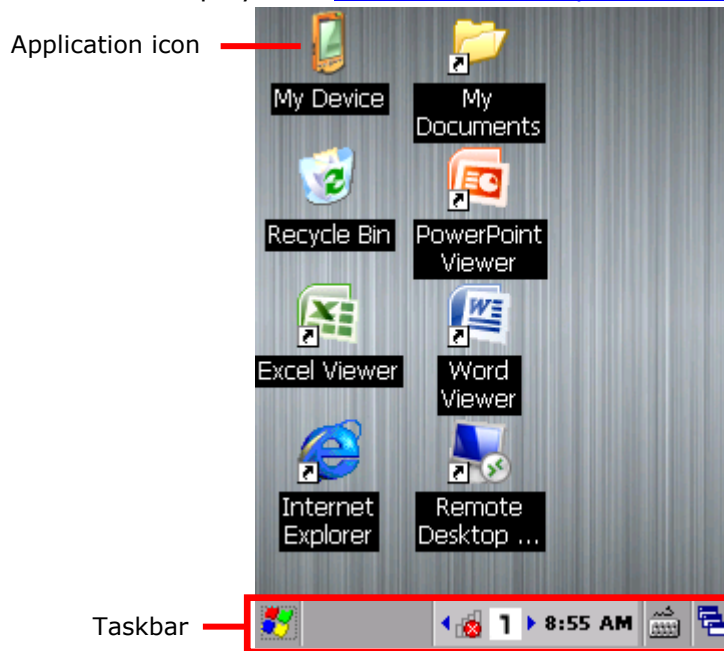 Application icon
My Device
My
Documents
Recycle Bin
PowerPoint
Viewer
Excel Viewer
Word
Viewer
Internet
Explorer
Remote
Desktop ...
Taskbar
1
8:55 AM